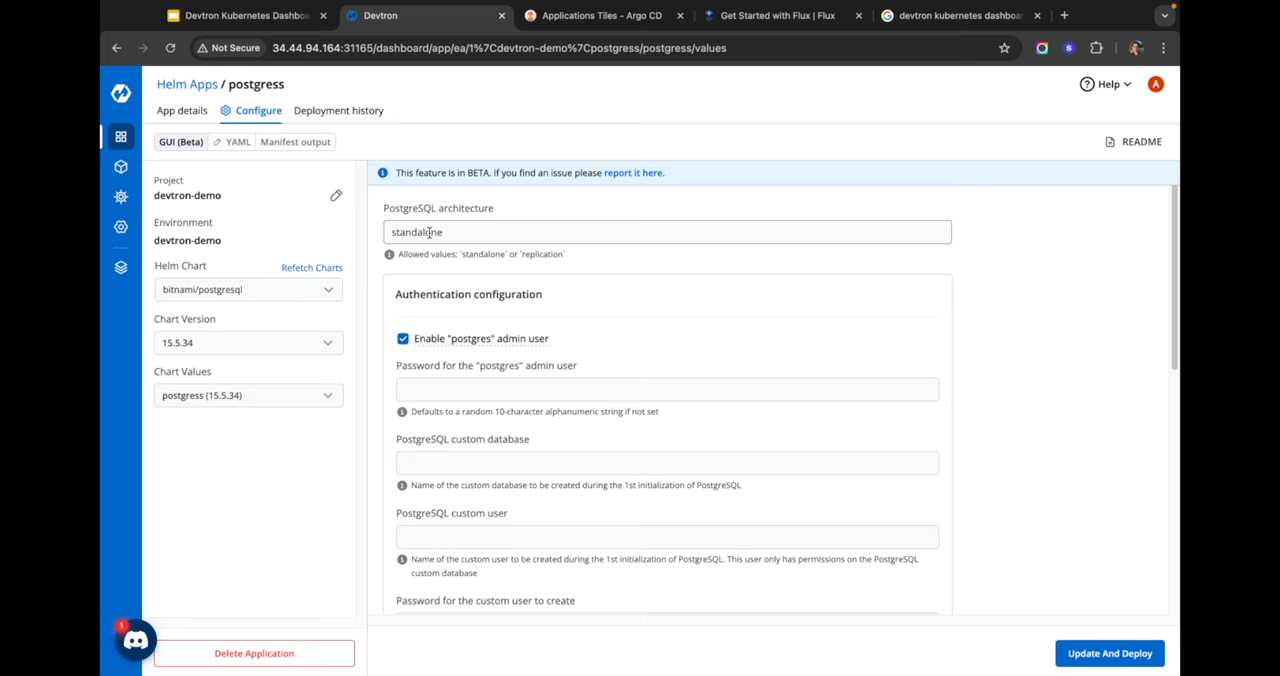 Devtron Kubernetes Dashboa
Devtron
Applications Tiles - Argo CD
Get Started with Flux | Flux
devtron kubernetes dashboar
Not Secure
34.44.94.164:31165/dashboard/app/ea/1%7Cdevtron-demo%7Cpostgress/postgress/values
S
Helm Apps / postgress
Help
A
App details
Configure
Deployment history
GUI (Beta)
YAML
Manifest output
README
Project
devtron-demo
Environment
devtron-demo
Helm Chart
Refetch Charts
bitnami/postgresql
Chart Version
15.5.34
Chart Values
postgress (15.5.34)
This feature is in BETA. If you find an issue please report it here.
PostgreSQL architecture
standalone
Allowed values: `standalone` or `replication`
Authentication configuration
Enable "postgres" admin user
Password for the "postgres" admin user
Defaults to a random 10-character alphanumeric string if not set
PostgreSQL custom database
Name of the custom database to be created during the 1st initialization of PostgreSQL
PostgreSQL custom user
Name of the custom user to be created during the 1st initialization of PostgreSQL. This user only has permissions on the PostgreSQL
custom database
Password for the custom user to create
1
Delete Application
Update And Deploy